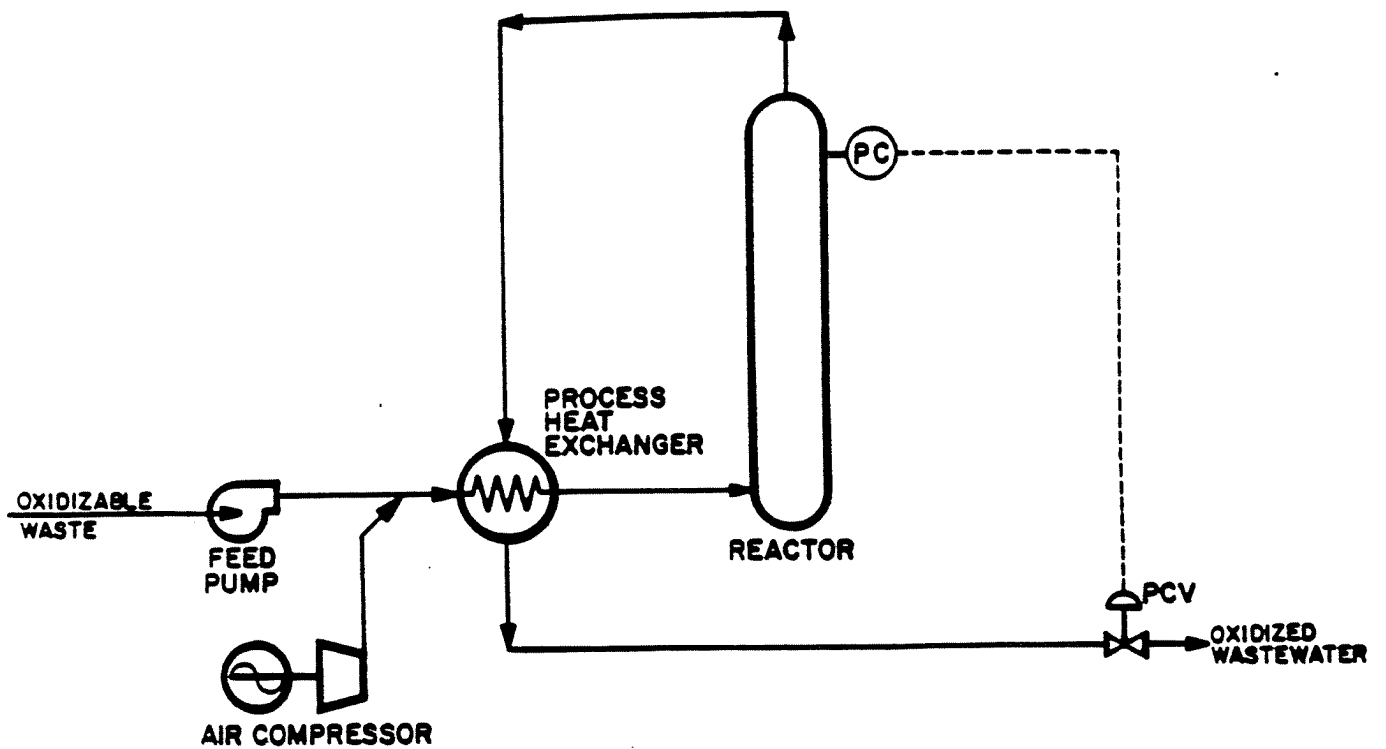 PC
PROCESS
HEAT
EXCHANGER
OXIDIZABLE
WASTE
FEED
PUMP
REACTOR
PCV
OXIDIZED
WASTEWATER
AIR COMPRESSOR